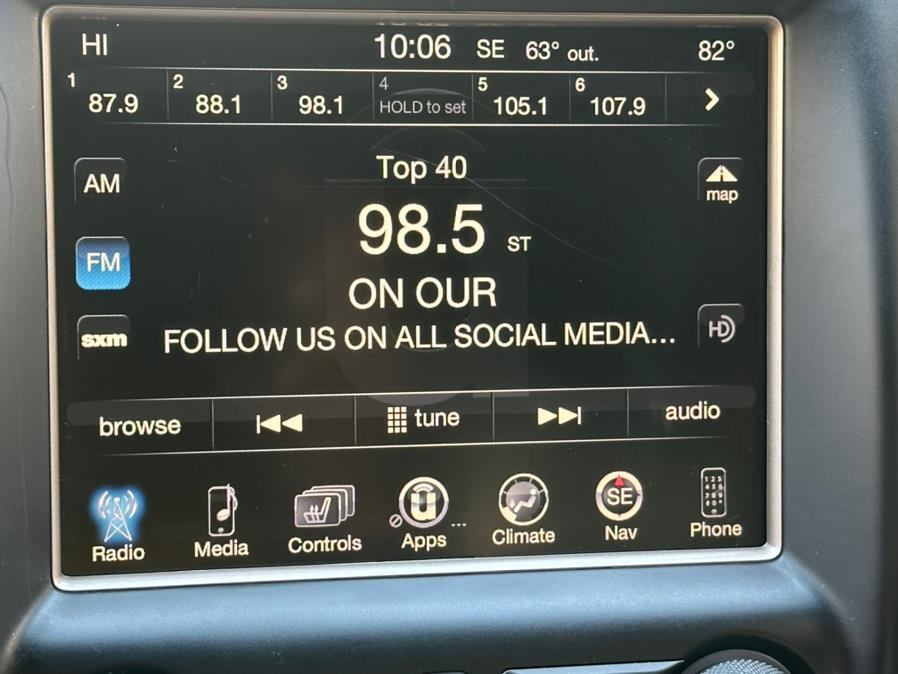 HI 10:06 SE 63° out. 82°
1 87.9 2 88.1 3 98.1 4 HOLD to set 5 105.1 6 107.9
Top 40
AM
map
98.5 ST
FM
ON OUR
sxm
FOLLOW US ON ALL SOCIAL MEDIA...
HD
browse tune audio
SE
Radio Media Controls Apps Climate Nav Phone